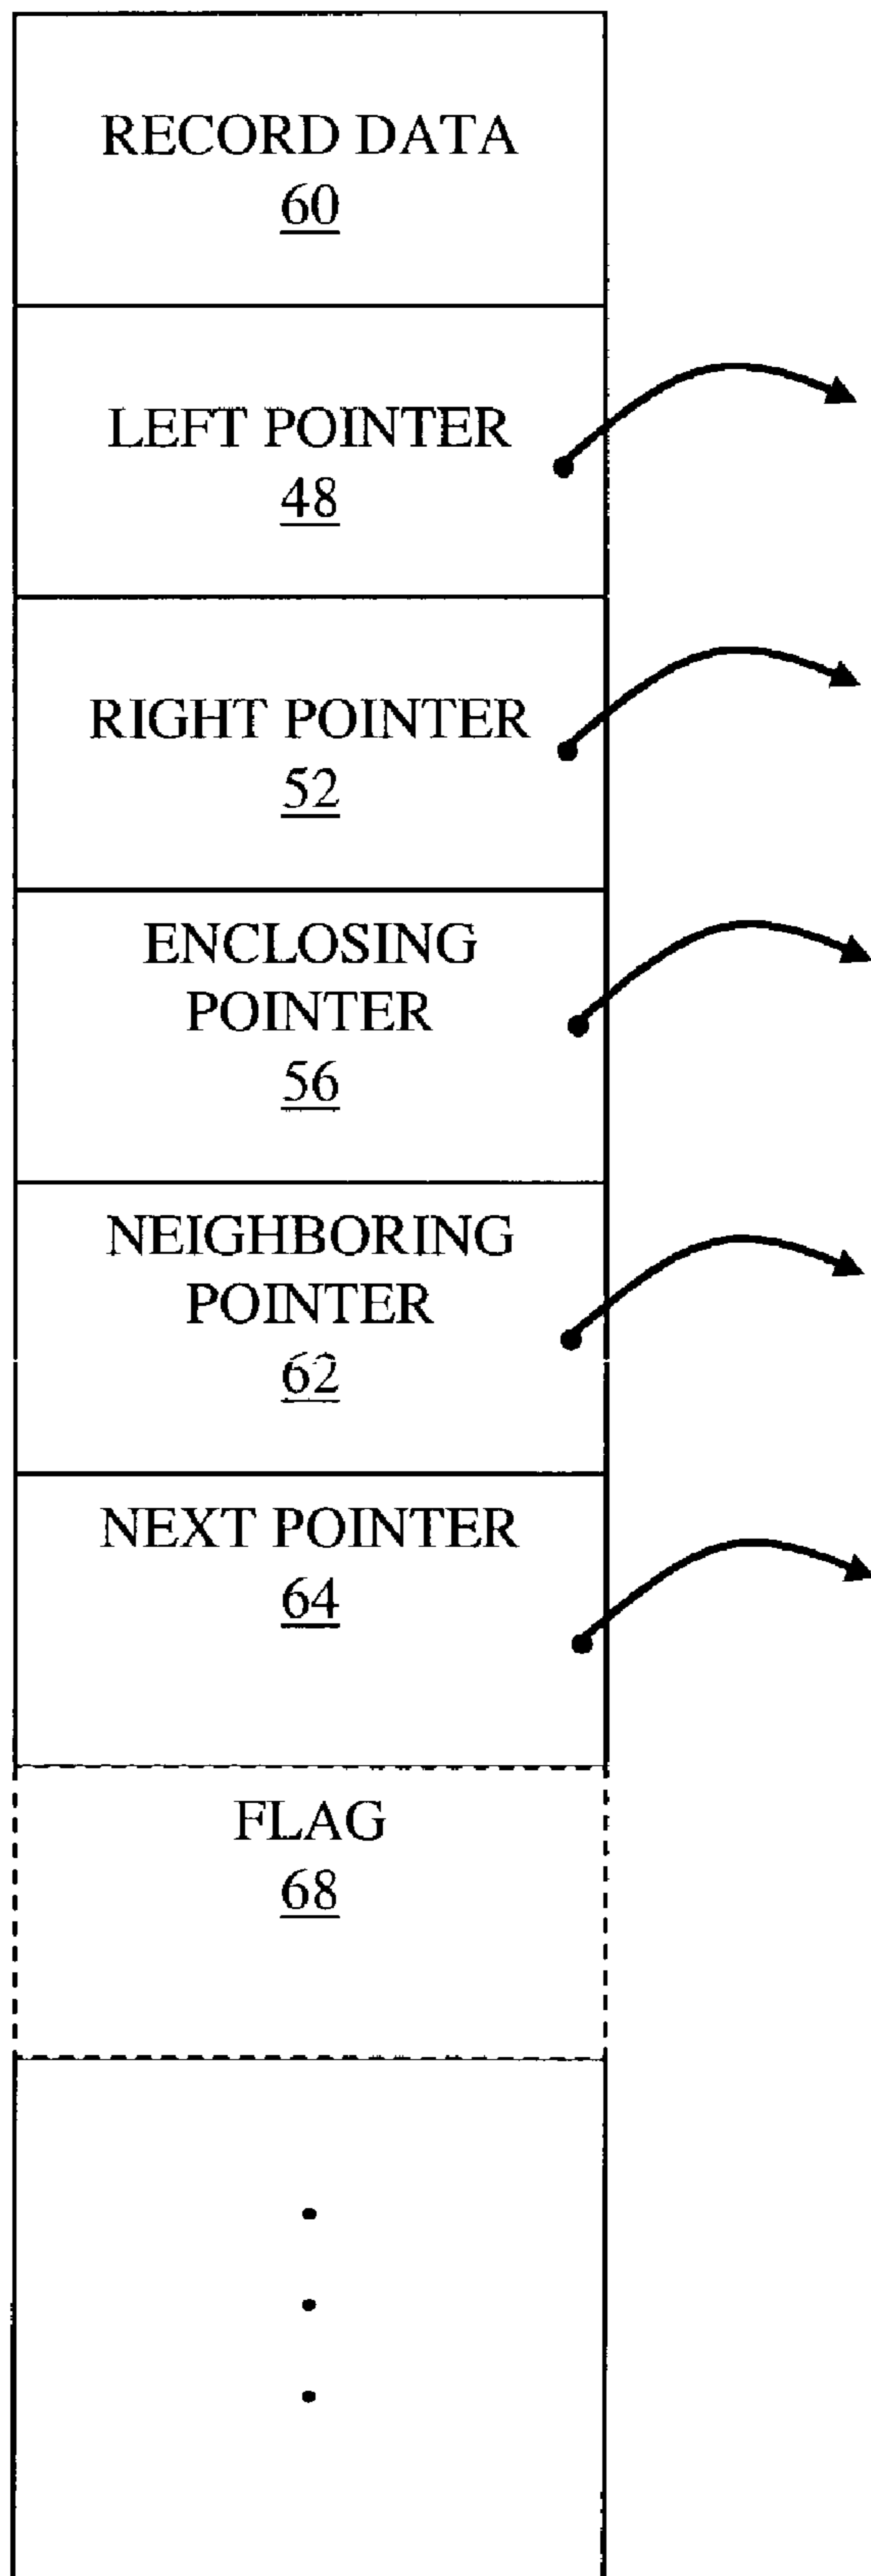 RECORD DATA
60
LEFT POINTER
48
RIGHT POINTER
52
ENCLOSING
POINTER
56
NEIGHBORING
POINTER
62
NEXT POINTER
64
FLAG
68